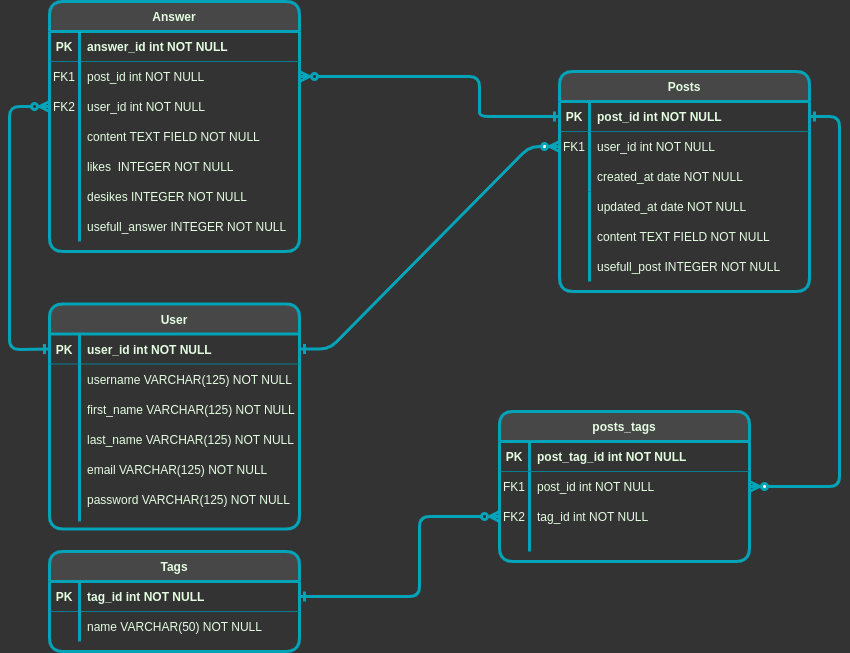 Answer
PK answer_id int NOT NULL
FK1 post_id int NOT NULL
FK2 user_id int NOT NULL
content TEXT FIELD NOT NULL
likes  INTEGER NOT NULL
desikes INTEGER NOT NULL
usefull_answer INTEGER NOT NULL
Posts
PK post_id int NOT NULL
FK1 user_id int NOT NULL
created_at date NOT NULL
updated_at date NOT NULL
content TEXT FIELD NOT NULL
usefull_post INTEGER NOT NULL
User
PK user_id int NOT NULL
username VARCHAR(125) NOT NULL
first_name VARCHAR(125) NOT NULL
last_name VARCHAR(125) NOT NULL
email VARCHAR(125) NOT NULL
password VARCHAR(125) NOT NULL
posts_tags
PK post_tag_id int NOT NULL
FK1 post_id int NOT NULL
FK2 tag_id int NOT NULL
Tags
PK tag_id int NOT NULL
name VARCHAR(50) NOT NULL